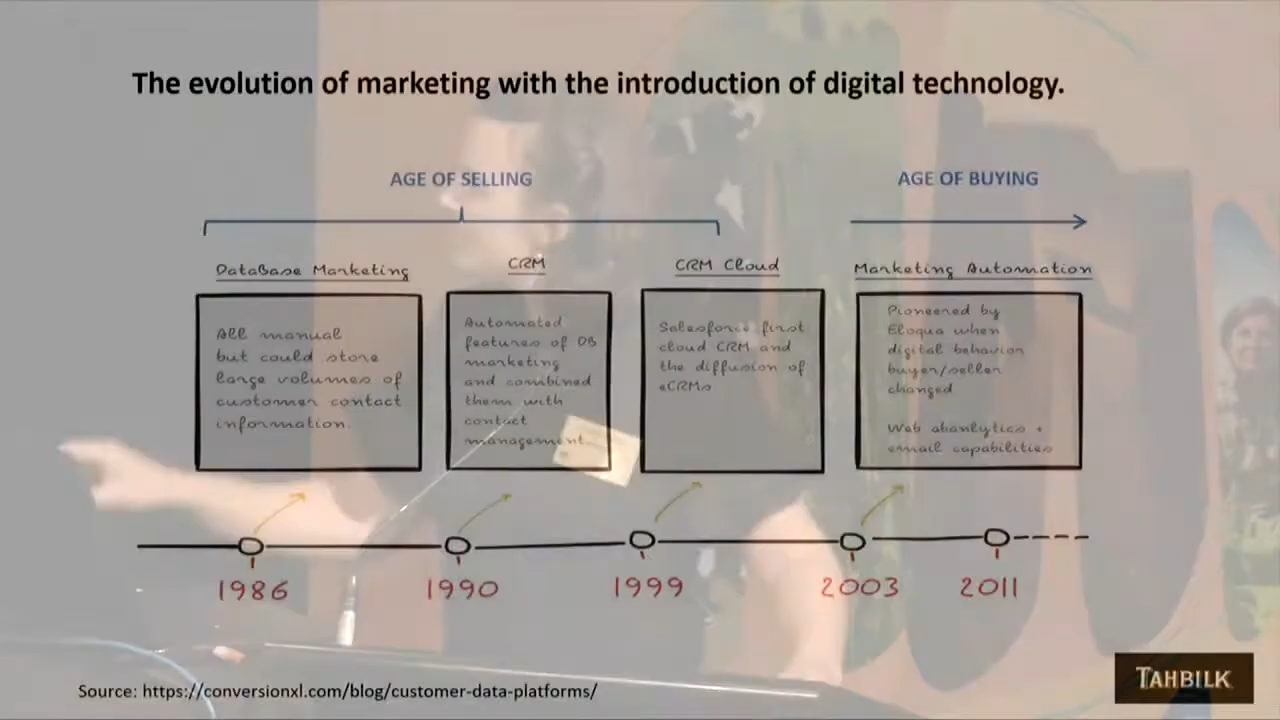 The evolution of marketing with the introduction of digital technology.
AGE OF SELLING
AGE OF BUYING
DataBase Marketing
All manual
but could store
large volumes of
customer contact
information.
CRM
Automated
features of DB
marketing
and combined
them with
contact
management
CRM Cloud
Salesforce first
cloud CRM and
the diffusion of
eCRMs
Marketing Automation
Pioneered by
Eloqua when
digital behavior
buyer/seller
changed
Web abanlytics +
email capabilities
1986
1990
1999
2003
2011
Source: https://conversionxl.com/blog/customer-data-platforms/
TAHBILK